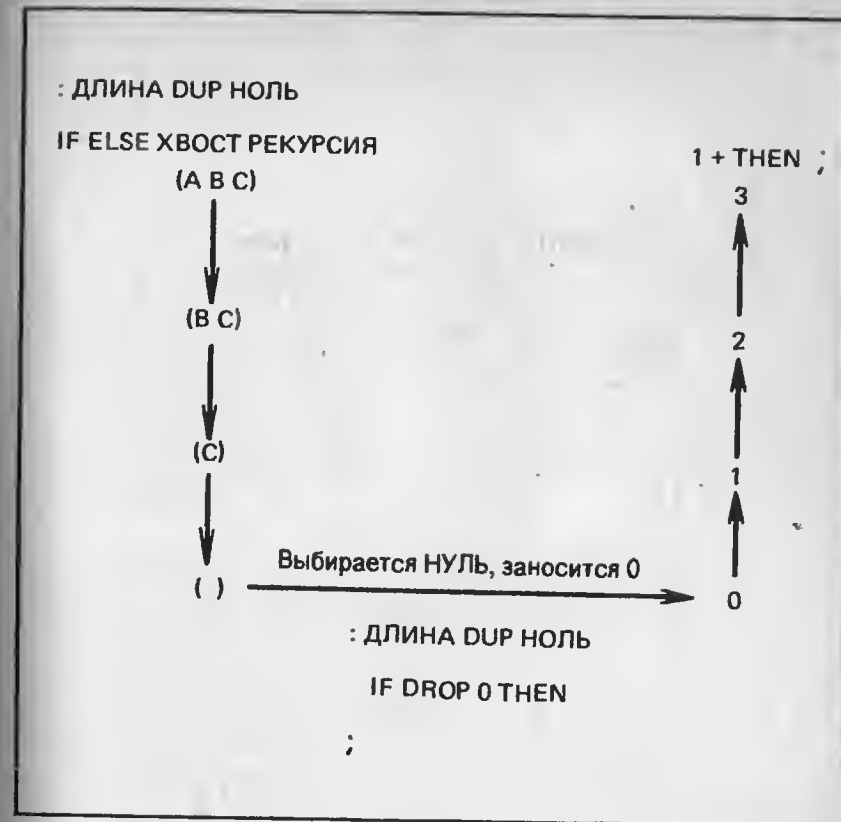 : ДЛИНА DUP НОЛЬ
IF ELSE ХВОСТ РЕКУРСИЯ
1 + THEN ;
(A B C)
3
(B C)
2
(C)
1
Выбирается НУЛЬ, заносится 0
( )
0
: ДЛИНА DUP НОЛЬ
IF DROP 0 THEN
;